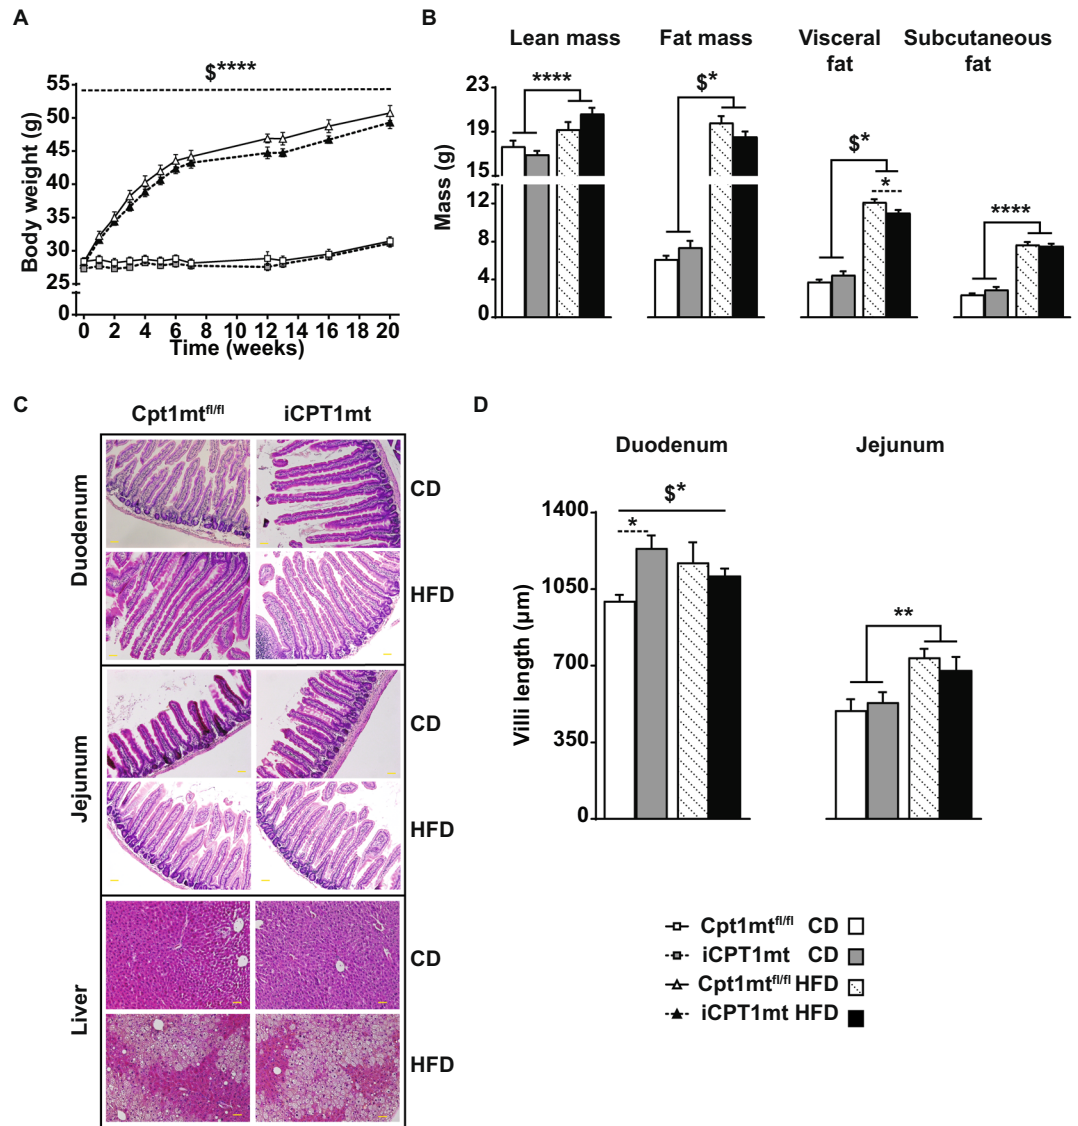 A
$****
Body weight (g)
55
50
45
40
35
30
25
0
0 2 4 6 8 10 12 14 16 18 20
Time (weeks)
B
Lean mass
Fat mass
Visceral
fat
Subcutaneous
fat
Mass (g)
23
19
15
12
8
4
0
****
$*
$*
*
****
C
Cpt1mtfl/fl
iCPT1mt
Duodenum
CD
HFD
Jejunum
CD
HFD
Liver
CD
HFD
D
Duodenum
Jejunum
Villi length (µm)
1400
1050
700
350
0
$*
*
**
Cpt1mtfl/fl CD
iCPT1mt CD
Cpt1mtfl/fl HFD
iCPT1mt HFD